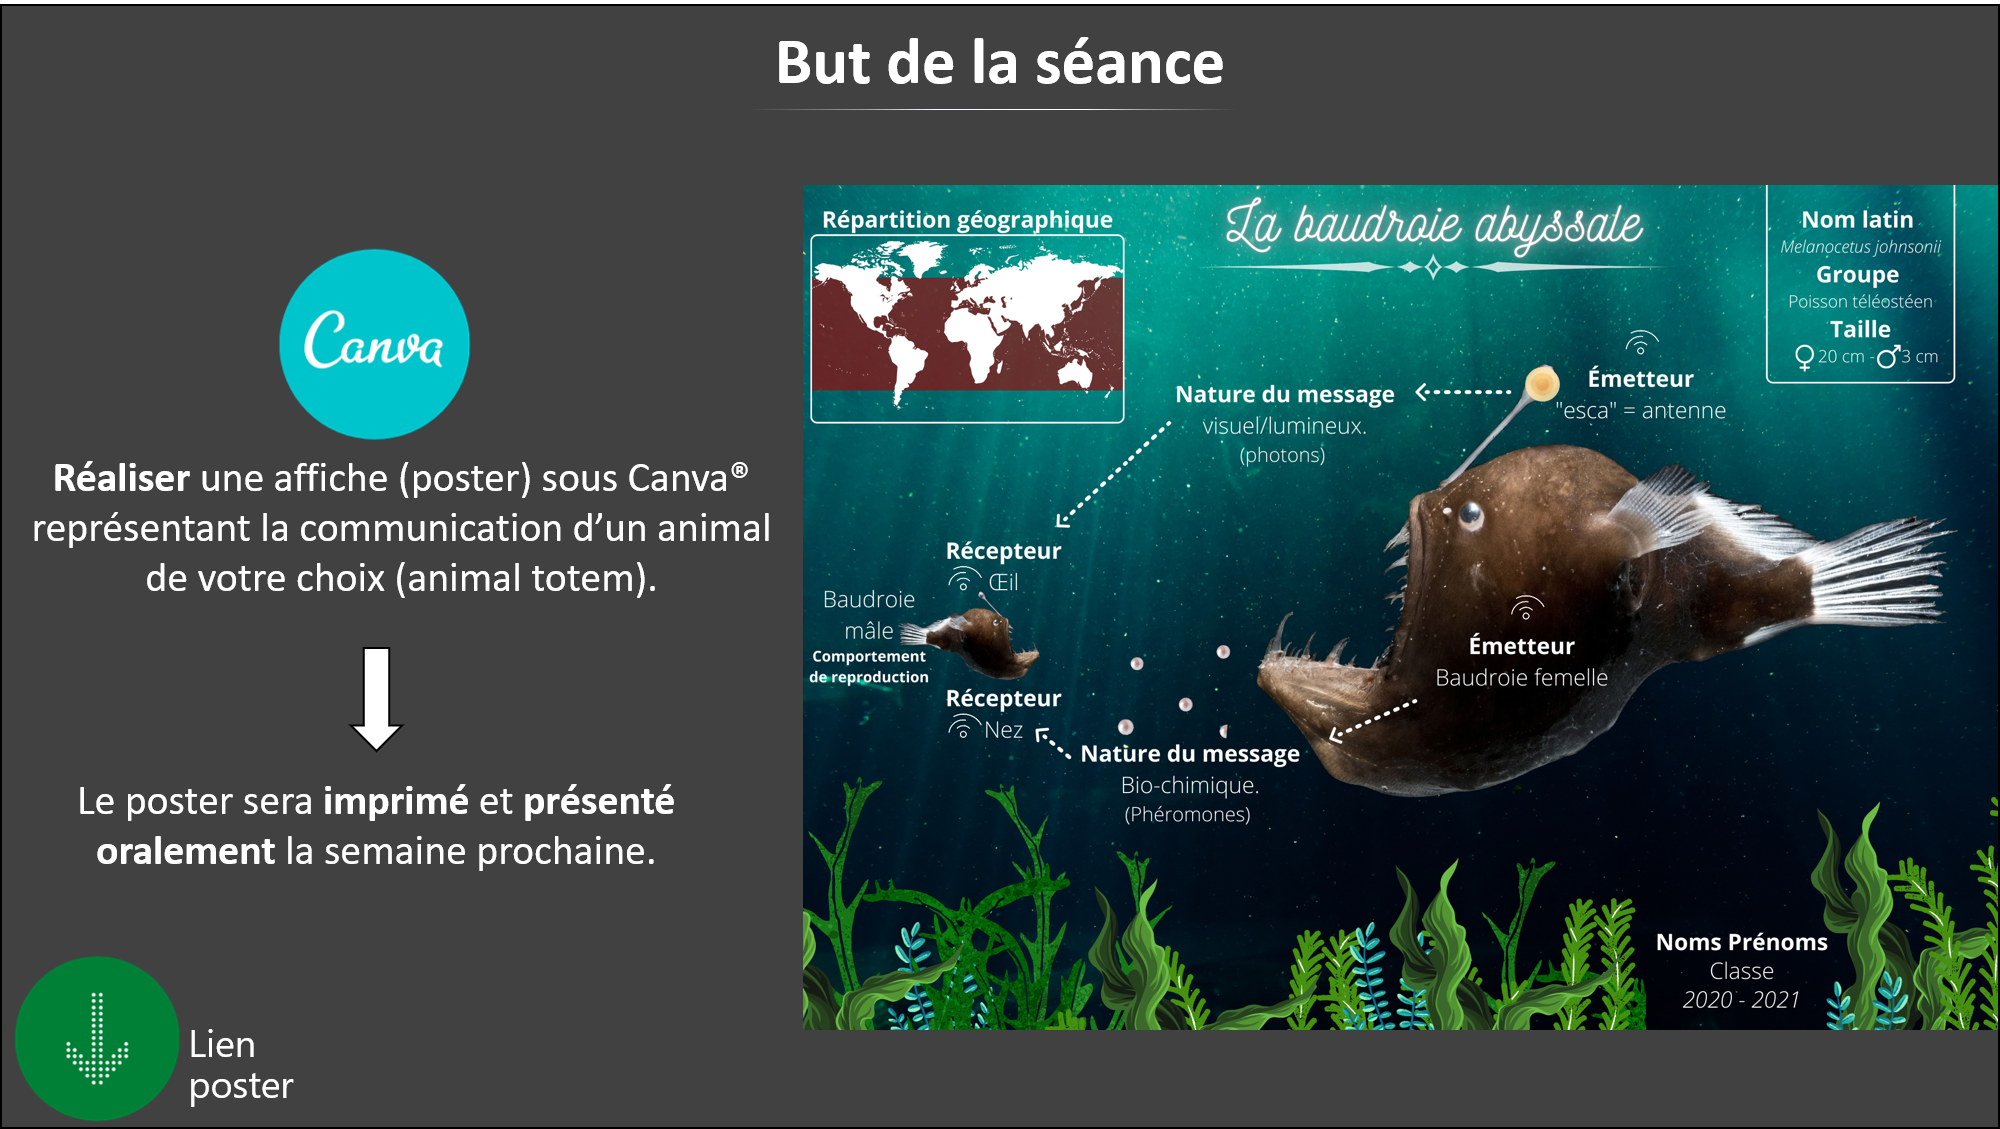 But de la séance
Canva
Réaliser une affiche (poster) sous Canva®
représentant la communication d’un animal
de votre choix (animal totem).
Le poster sera imprimé et présenté
oralement la semaine prochaine.
Lien
poster
Répartition géographique
La baudroie abyssale
Nom latin
Melanocetus johnsonii
Groupe
Poisson téléostéen
Taille
♀ 20 cm - ♂ 3 cm
Émetteur
"esca" = antenne
Nature du message
visuel/lumineux.
(photons)
Récepteur
Œil
Baudroie
mâle
Comportement
de reproduction
Récepteur
Nez
Émetteur
Baudroie femelle
Nature du message
Bio-chimique.
(Phéromones)
Noms Prénoms
Classe
2020 - 2021